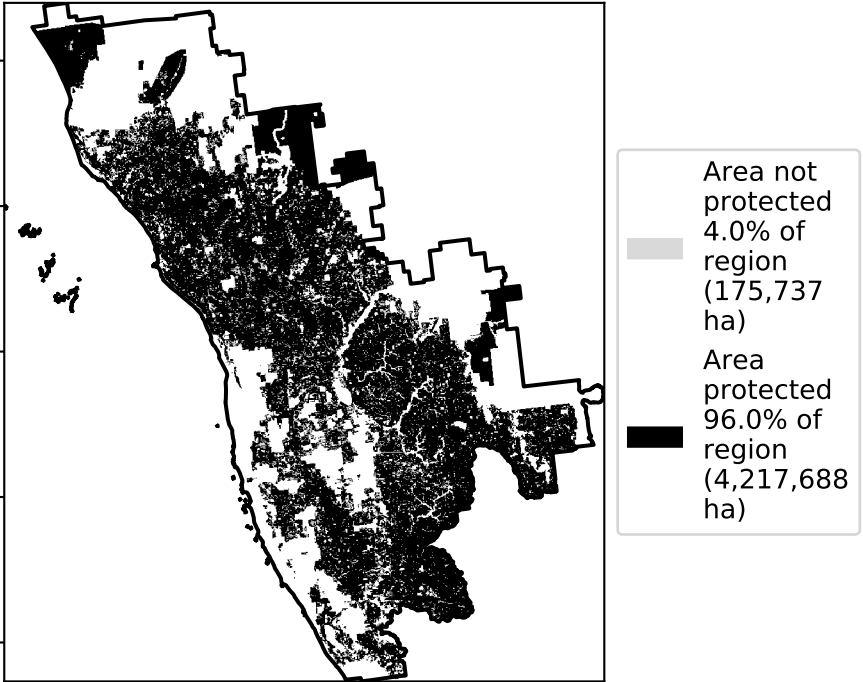 Area not
protected
4.0% of
region
(175,737
ha)
Area
protected
96.0% of
region
(4,217,688
ha)